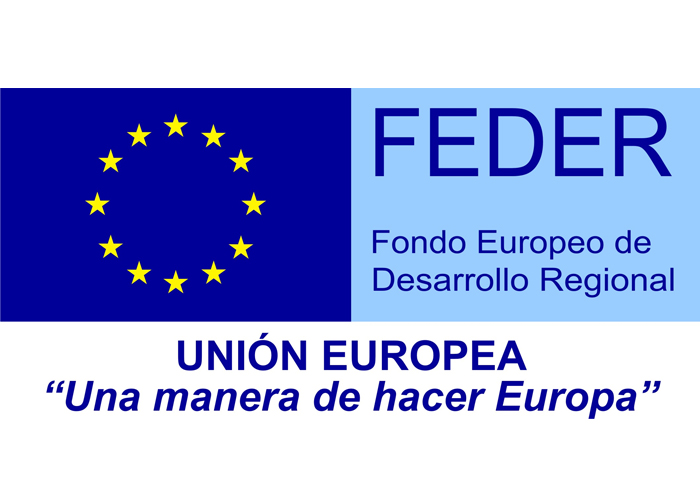 FEDER
Fondo Europeo de
Desarrollo Regional
UNIÓN EUROPEA
“Una manera de hacer Europa”